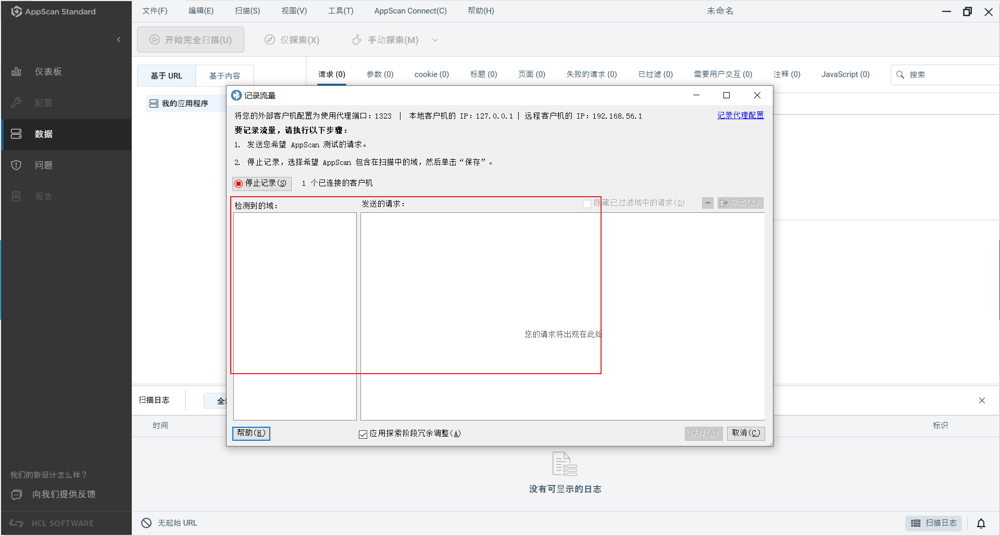 AppScan Standard
文件(F) 编辑(E) 扫描(S) 视图(V) 工具(T) AppScan Connect(C) 帮助(H) 未命名
开始完全扫描(U) 仅探索(X) 手动探索(M)
仪表板
配置
数据
问题
报告
基于 URL 基于内容
我的应用程序
请求 (0) 参数 (0) cookie (0) 标题 (0) 页面 (0) 失败的请求 (0) 已过滤 (0) 需要用户交互 (0) 注释 (0) JavaScript (0) 搜索
记录流量
将您的外部客户机配置为使用代理端口：1323 | 本地客户机的 IP：127.0.0.1 | 远程客户机的 IP：192.168.56.1 记录代理配置
要记录流量，请执行以下步骤：
1. 发送您希望 AppScan 测试的请求。
2. 停止记录，选择希望 AppScan 包含在扫描中的域，然后单击“保存”。
停止记录(S) 1 个已连接的客户机
检测到的域： 发送的请求： 隐藏已过滤域中的请求(D) 导出(X)
您的请求将出现在此处
帮助(H) 应用探索阶段冗余调整(A) 保存(A) 取消(C)
扫描日志 全
时间 标识
没有可显示的日志
我们的新设计怎么样？
向我们提供反馈
HCL SOFTWARE
无起始 URL 扫描日志